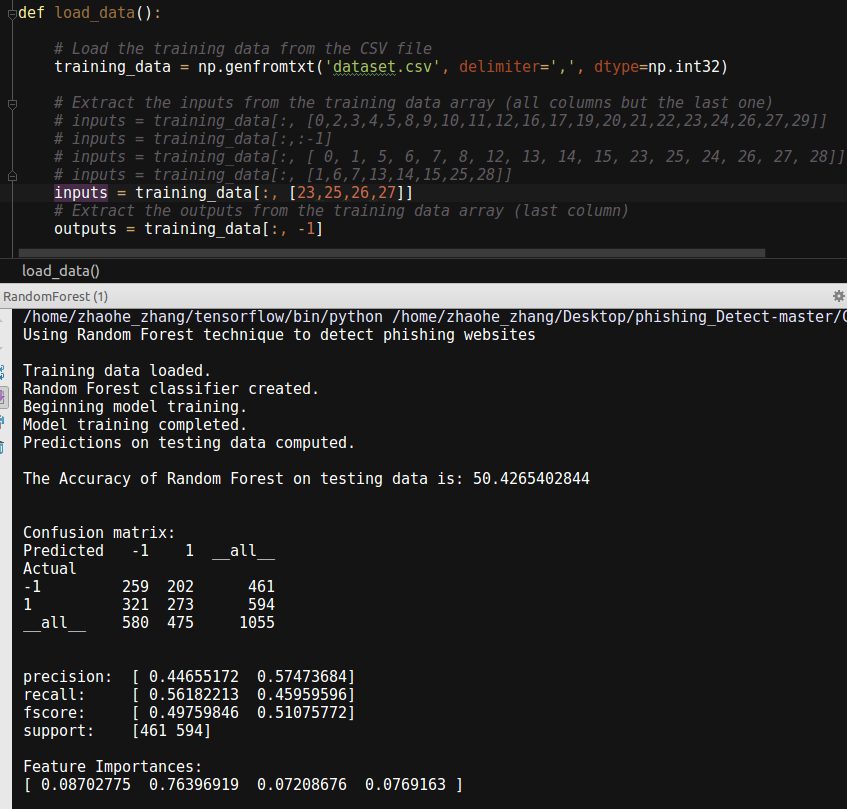 def load_data():
# Load the training data from the CSV file
training_data = np.genfromtxt('dataset.csv', delimiter=',', dtype=np.int32)
# Extract the inputs from the training data array (all columns but the last one)
# inputs = training_data[:, [0,2,3,4,5,8,9,10,11,12,16,17,19,20,21,22,23,24,26,27,29]]
# inputs = training_data[:,:-1]
# inputs = training_data[:, [ 0, 1, 5, 6, 7, 8, 12, 13, 14, 15, 23, 25, 24, 26, 27, 28]]
# inputs = training_data[:, [1,6,7,13,14,15,25,28]]
inputs = training_data[:, [23,25,26,27]]
# Extract the outputs from the training data array (last column)
outputs = training_data[:, -1]
load_data()
RandomForest (1)
/home/zhaohe_zhang/tensorflow/bin/python /home/zhaohe_zhang/Desktop/phishing_Detect-master/
Using Random Forest technique to detect phishing websites
Training data loaded.
Random Forest classifier created.
Beginning model training.
Model training completed.
Predictions on testing data computed.
The Accuracy of Random Forest on testing data is: 50.4265402844
Confusion matrix:
Predicted -1 1 __all__
Actual
-1 259 202 461
1 321 273 594
__all__ 580 475 1055
precision: [ 0.44655172 0.57473684]
recall: [ 0.56182213 0.45959596]
fscore: [ 0.49759846 0.51075772]
support: [461 594]
Feature Importances:
[ 0.08702775 0.76396919 0.07208676 0.0769163 ]